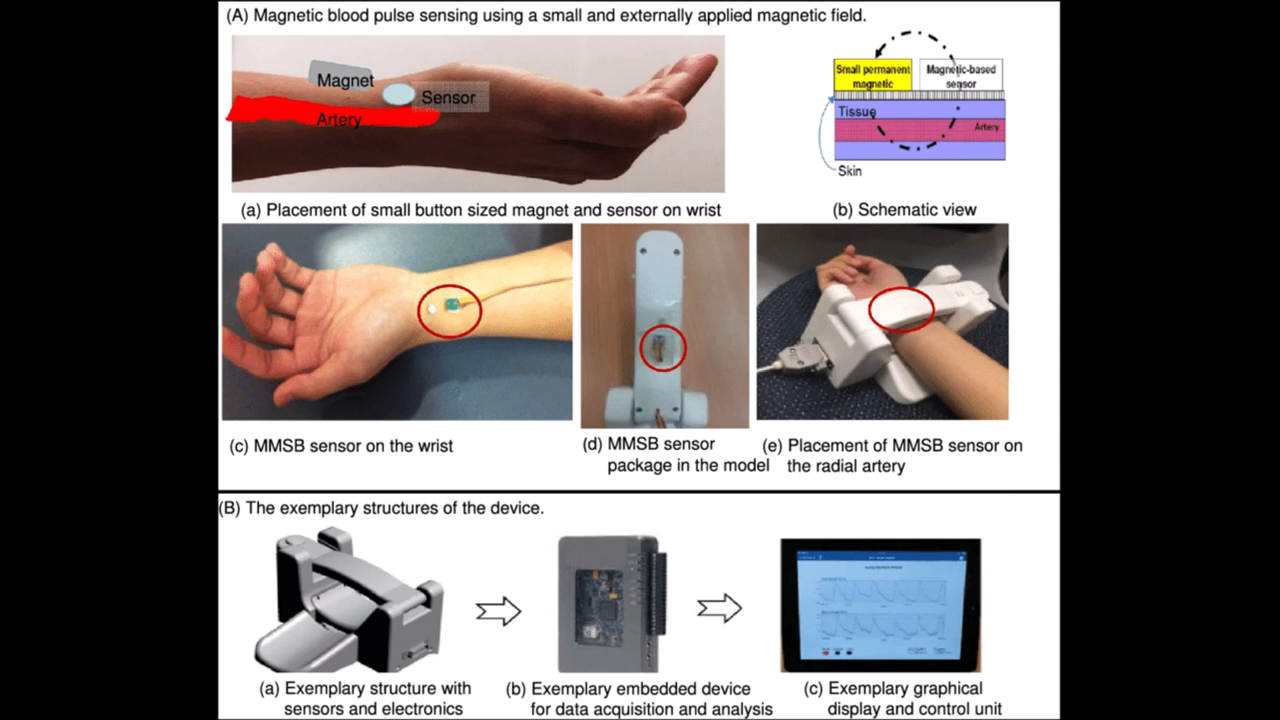 (A) Magnetic blood pulse sensing using a small and externally applied magnetic field.
Magnet
Sensor
Artery
Small permanent
magnetic
Magnetic-based
sensor
Tissue
Artery
Skin
(a) Placement of small button sized magnet and sensor on wrist
(b) Schematic view
(c) MMSB sensor on the wrist
(d) MMSB sensor
package in the model
(e) Placement of MMSB sensor on
the radial artery
(B) The exemplary structures of the device.
(a) Exemplary structure with
sensors and electronics
(b) Exemplary embedded device
for data acquisition and analysis
(c) Exemplary graphical
display and control unit